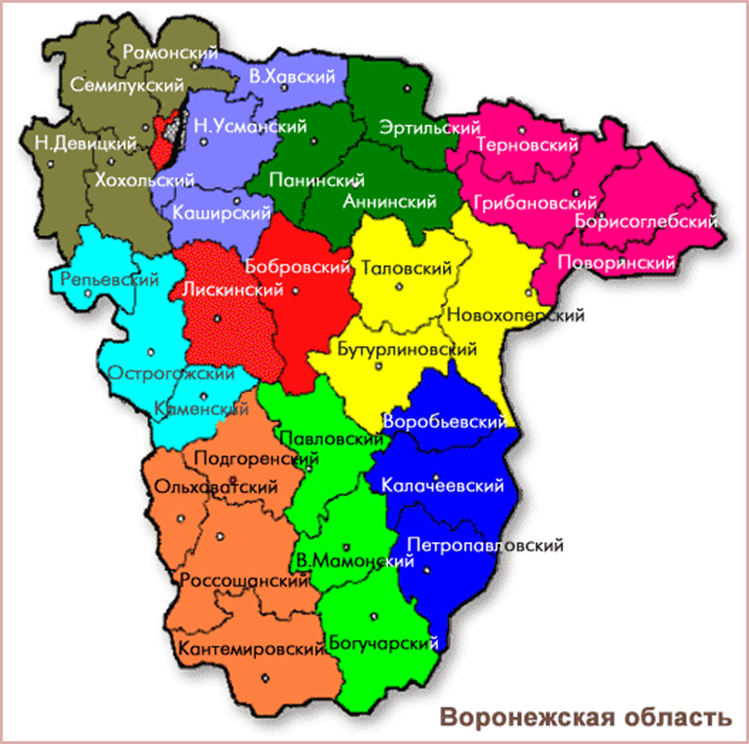 Рамонский
В.Хавский
Семилукский
Н.Усманский
Эртильский
Терновский
Н.Девицкий
Хохольский
Панинский
Аннинский
Грибановский
Каширский
Борисоглебский
Репьевский
Бобровский
Таловский
Поворинский
Лискинский
Новохоперский
Бутурлиновский
Острогожский
Каменский
Воробьевский
Павловский
Подгоренский
Ольховатский
Калачеевский
Петропавловский
В.Мамонский
Россощанский
Богучарский
Кантемировский
Воронежская область